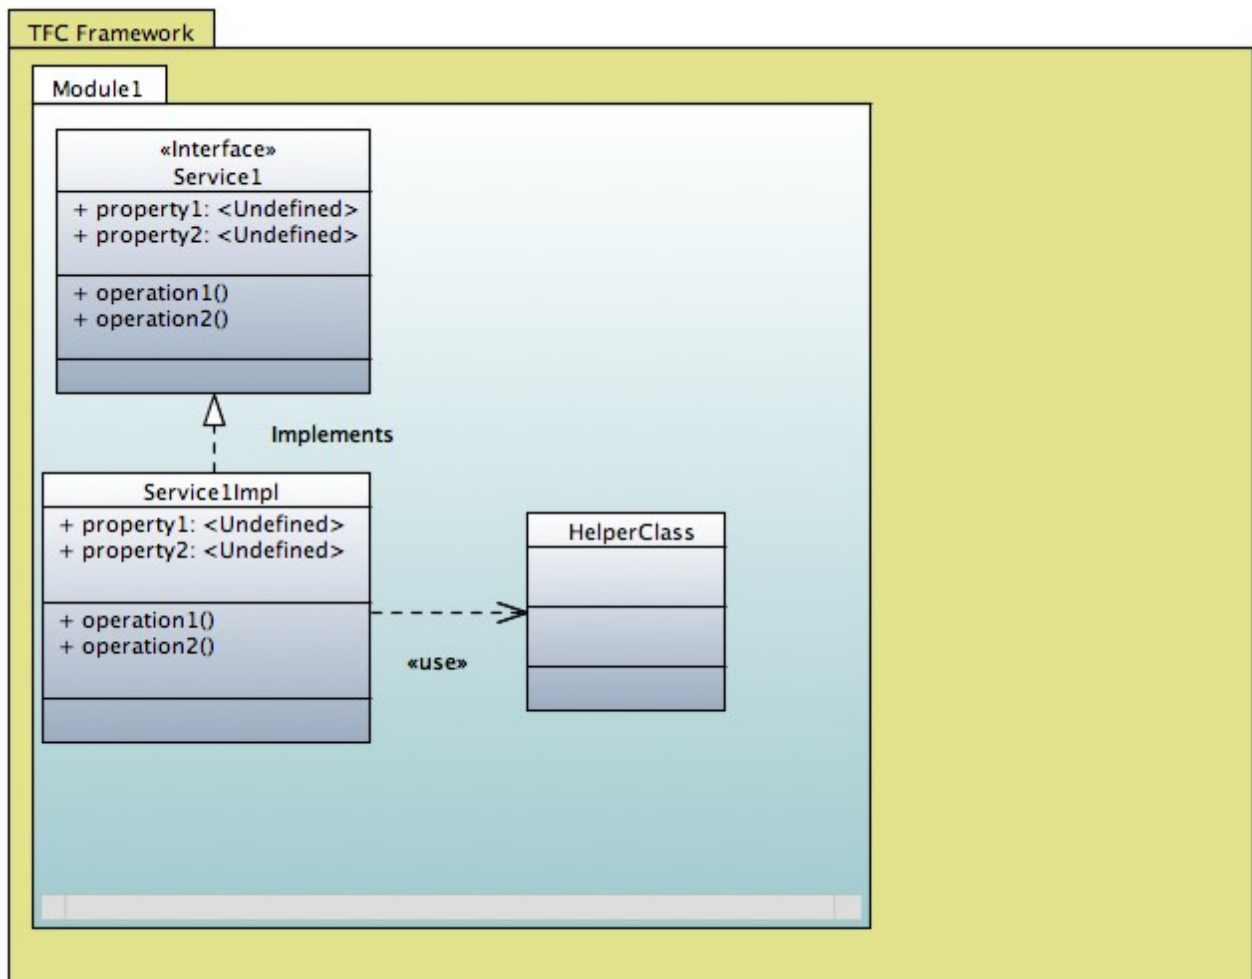 TFC Framework
Module1
«Interface»
Service1
+ property1: <Undefined>
+ property2: <Undefined>
+ operation1()
+ operation2()
Implements
Service1Impl
+ property1: <Undefined>
+ property2: <Undefined>
+ operation1()
+ operation2()
«use»
HelperClass